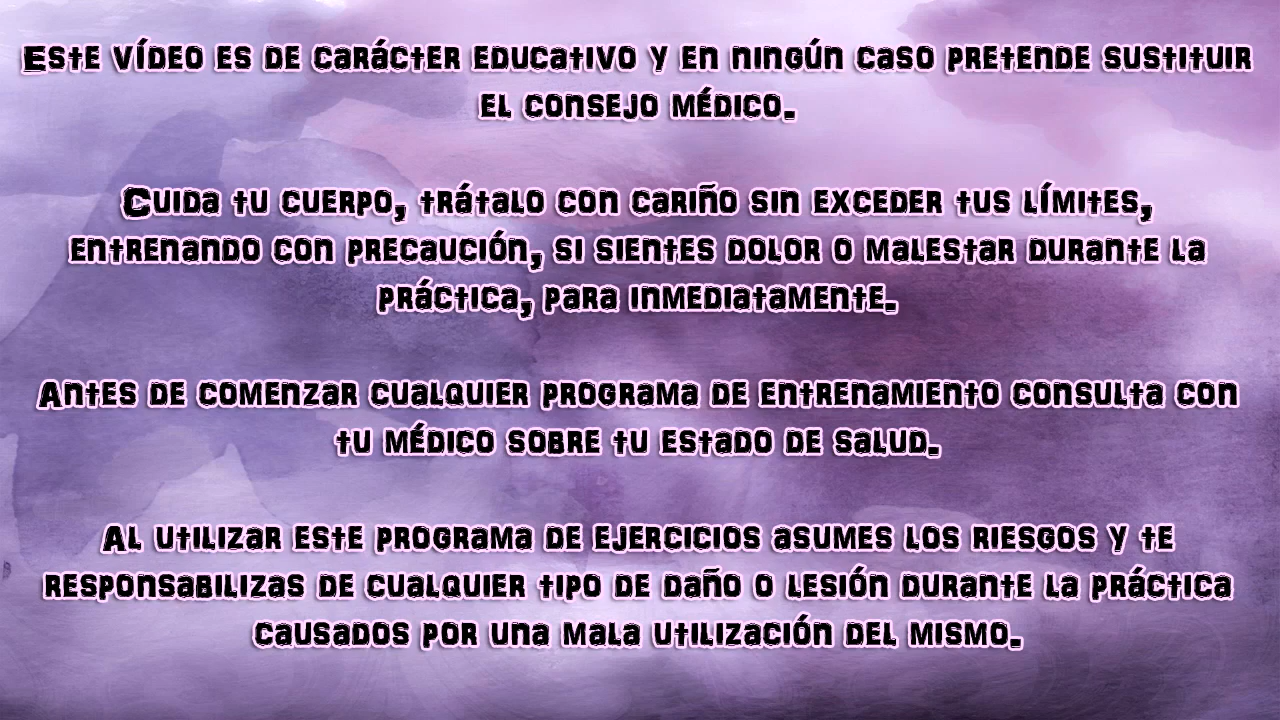 Este vídeo es de carácter educativo y en ningún caso pretende sustituir
el consejo médico.
Cuida tu cuerpo, trátalo con cariño sin exceder tus límites,
entrenando con precaución, si sientes dolor o malestar durante la
práctica, para inmediatamente.
Antes de comenzar cualquier programa de entrenamiento consulta con
tu médico sobre tu estado de salud.
Al utilizar este programa de ejercicios asumes los riesgos y te
responsabilizas de cualquier tipo de daño o lesión durante la práctica
causados por una mala utilización del mismo.